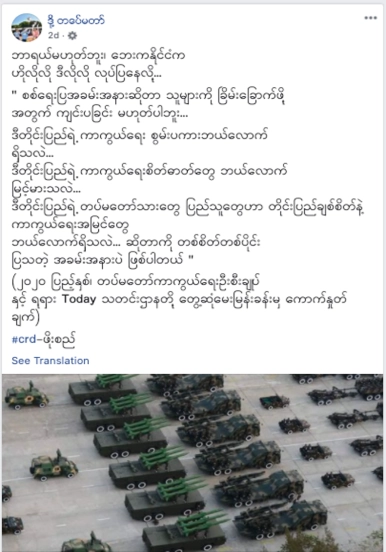 ဒို့ တပေမတာ်
2d
ဘာရယ်မဟုတ်ဘူး၊ ဘေးကနိုင်ငံက
ဟိုလိုလို ဒီလိုလို လုပ်ပြနေလို့...
" စစ်ရေးပြအခမ်းအနားဆိုတာ သူများကို ခြိမ်းခြောက်ဖို့
အတွက် ကျင်းပခြင်း မဟုတ်ပါဘူး...
ဒီတိုင်းပြည်ရဲ့ ကာကွယ်ရေး စွမ်းပကားဘယ်လောက်
ရှိသလဲ...
ဒီတိုင်းပြည်ရဲ့ ကာကွယ်ရေးစိတ်ဓာတ်တွေ ဘယ်လောက်
မြင့်မားသလဲ...
ဒီတိုင်းပြည်ရဲ့ တပ်မတော်သားတွေ ပြည်သူတွေဟာ တိုင်းပြည်ချစ်စိတ်နဲ့
ကာကွယ်ရေးအမြင်တွေ
ဘယ်လောက်ရှိသလဲ... ဆိုတာကို တစ်စိတ်တစ်ပိုင်း
ပြသတဲ့ အခမ်းအနားပဲ ဖြစ်ပါတယ် "
(၂၀၂၀ ပြည့်နှစ်၊ တပ်မတော်ကာကွယ်ရေးဦးစီးချုပ်
နှင့် ရရှား Today သတင်းဌာနတို့ တွေ့ဆုံမေးမြန်းခန်းမှ ကောက်နှုတ်
ချက်)
#crd-ဖိုးစည်
See Translation